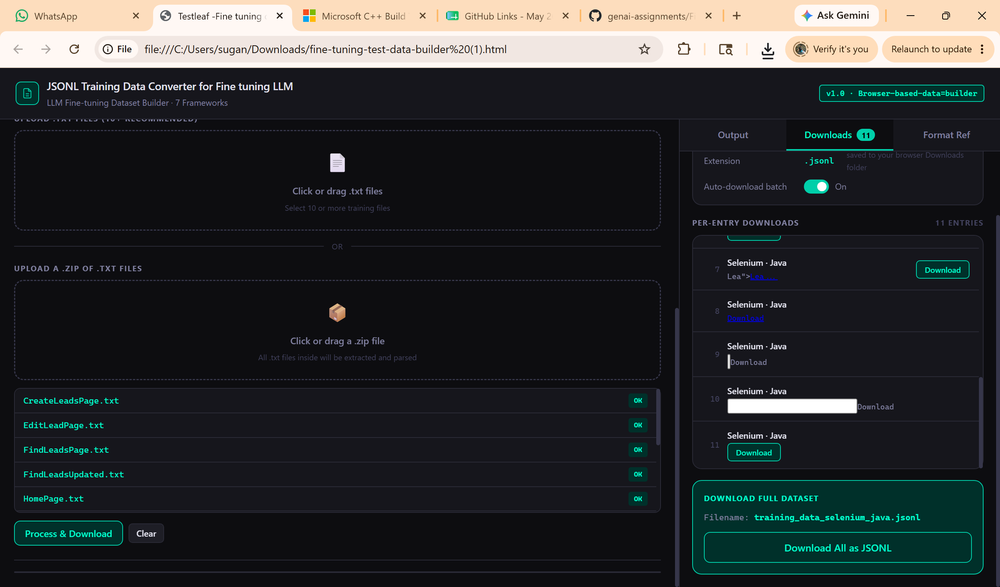 WhatsApp
Testleaf -Fine tuning
Microsoft C++ Build
GitHub Links - May 2
genai-assignments/Fi
Ask Gemini
File
file:///C:/Users/sugan/Downloads/fine-tuning-test-data-builder%20(1).html
Verify it's you
Relaunch to update
JSONL Training Data Converter for Fine tuning LLM
LLM Fine-tuning Dataset Builder · 7 Frameworks
v1.0 · Browser-based-data=builder
UPLOAD .TXT FILES (10+ RECOMMENDED)
Click or drag .txt files
Select 10 or more training files
OR
UPLOAD A .ZIP OF .TXT FILES
Click or drag a .zip file
All .txt files inside will be extracted and parsed
CreateLeadsPage.txt OK
EditLeadPage.txt OK
FindLeadsPage.txt OK
FindLeadsUpdated.txt OK
HomePage.txt OK
Process & Download Clear
Output Downloads 11 Format Ref
Extension .jsonl saved to your browser Downloads
folder
Auto-download batch On
PER-ENTRY DOWNLOADS 11 ENTRIES
7 Selenium · Java
Lea">Lea ...
Download
8 Selenium · Java
Download
9 Selenium · Java
Download
10 Selenium · Java
Download
11 Selenium · Java
Download
DOWNLOAD FULL DATASET
Filename: training_data_selenium_java.jsonl
Download All as JSONL